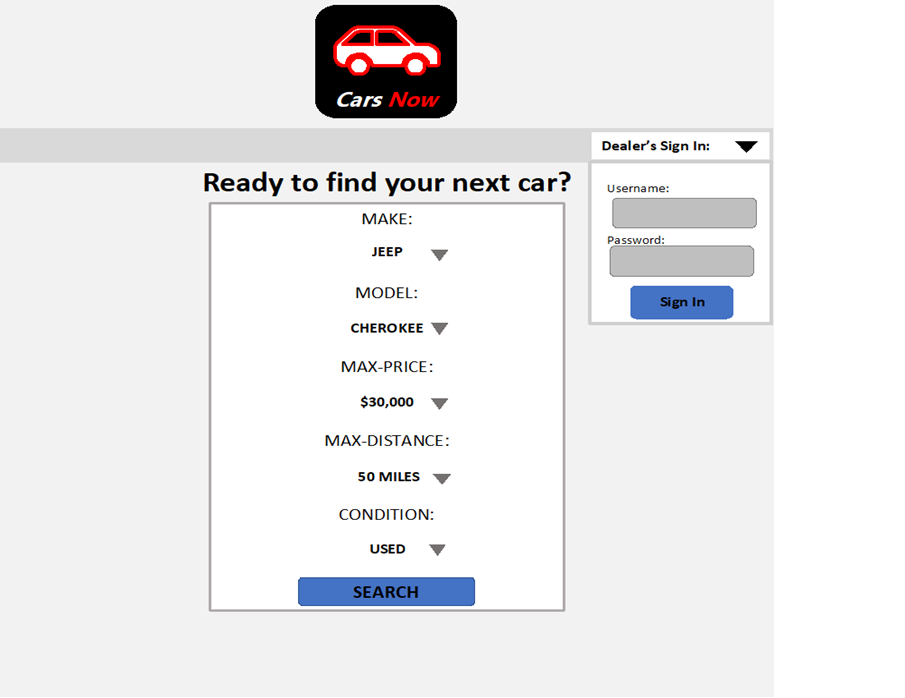 Cars Now
Dealer's Sign In:
Ready to find your next car?
Username:
MAKE:
JEEP
Password:
MODEL:
Sign In
CHEROKEE
MAX-PRICE:
$30,000
MAX-DISTANCE:
50 MILES
CONDITION:
USED
SEARCH